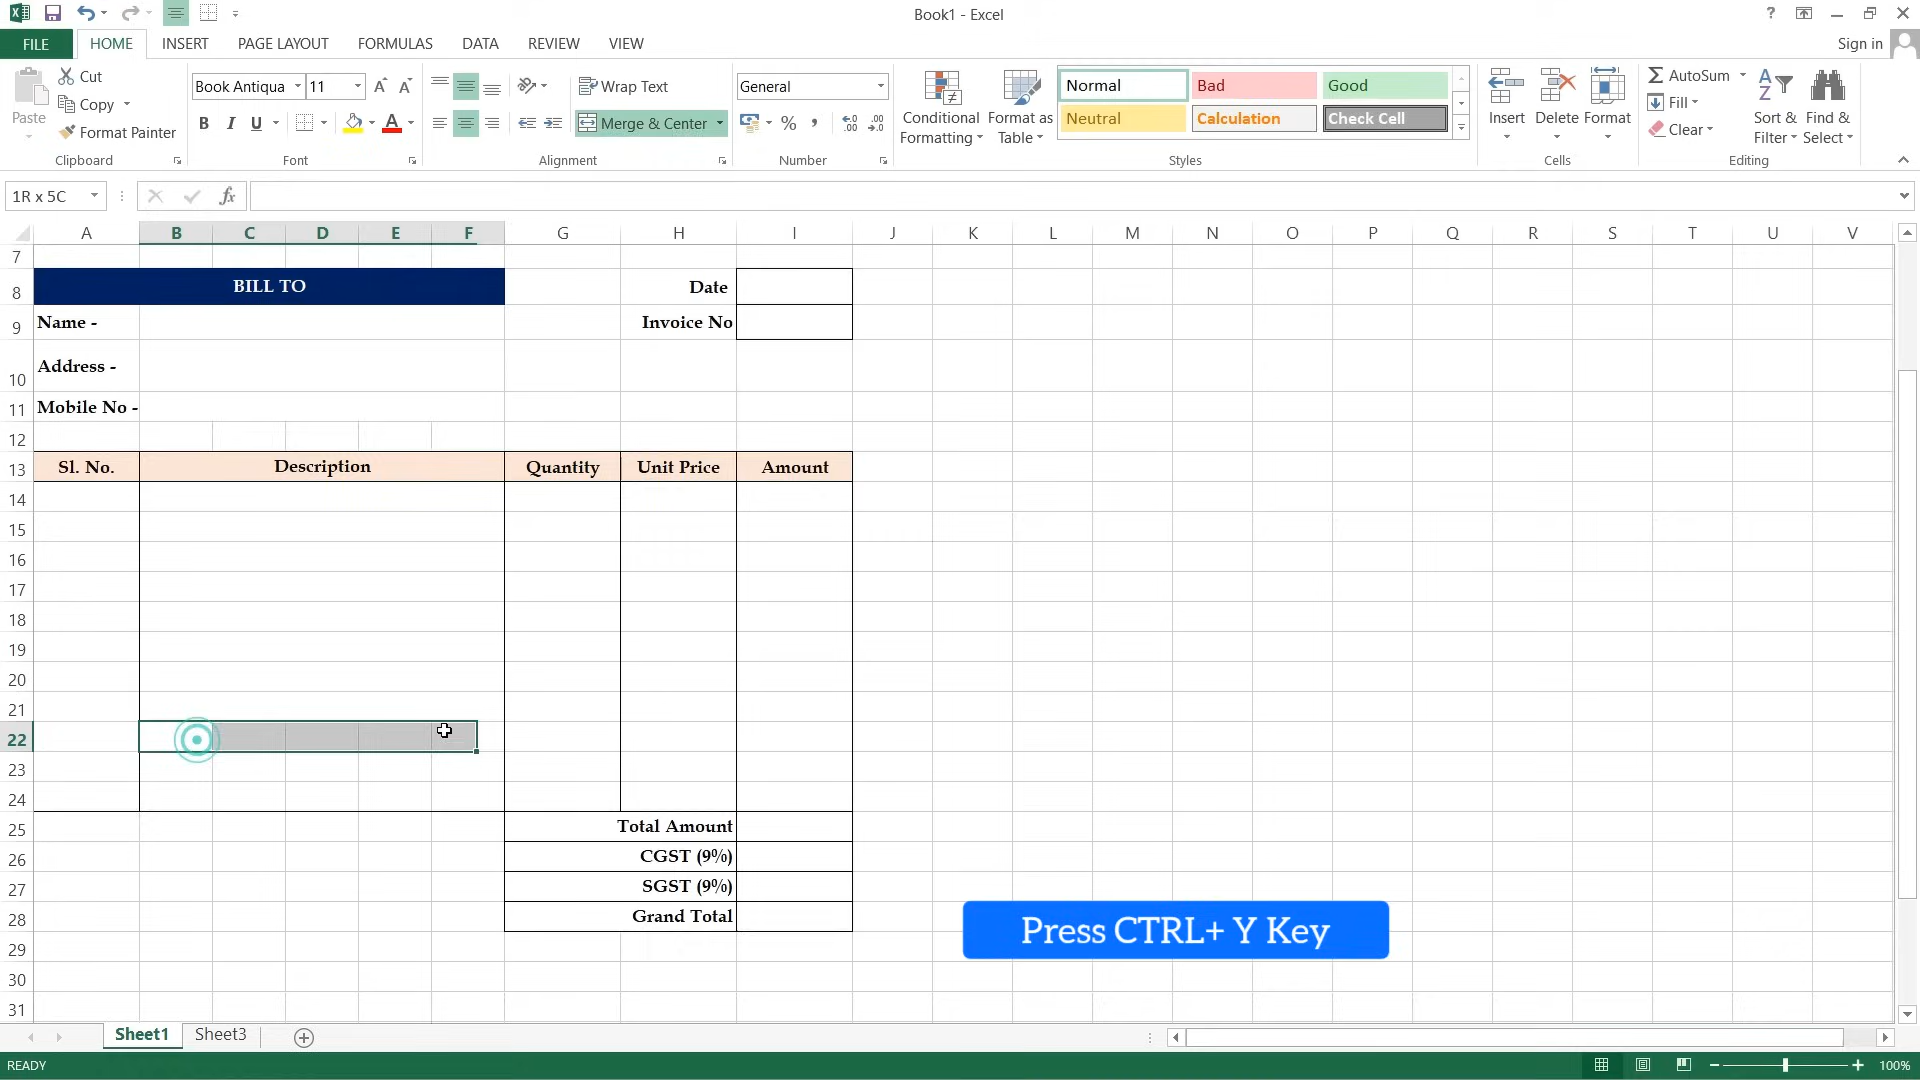 Book1 - Excel
?
FILE HOME INSERT PAGE LAYOUT FORMULAS DATA REVIEW VIEW Sign in
Paste Cut Copy Format Painter
Book Antiqua 11 A A B I U A
Wrap Text Merge & Center
General % , .00
Conditional Formatting Format as Table
Normal Bad Good
Neutral Calculation Check Cell
Insert Delete Format
AutoSum Fill Clear Sort & Filter Find & Select
Clipboard Font Alignment Number Styles Cells Editing
1R x 5C fx
A B C D E F G H I J K L M N O P Q R S T U V
7
8 BILL TO Date
9 Name - Invoice No
10 Address -
11 Mobile No -
12
13 Sl. No. Description Quantity Unit Price Amount
14
15
16
17
18
19
20
21
22
23
24
25 Total Amount
26 CGST (9%)
27 SGST (9%)
28 Grand Total
Press CTRL+ Y Key
29
30
31
Sheet1 Sheet3
READY 100%